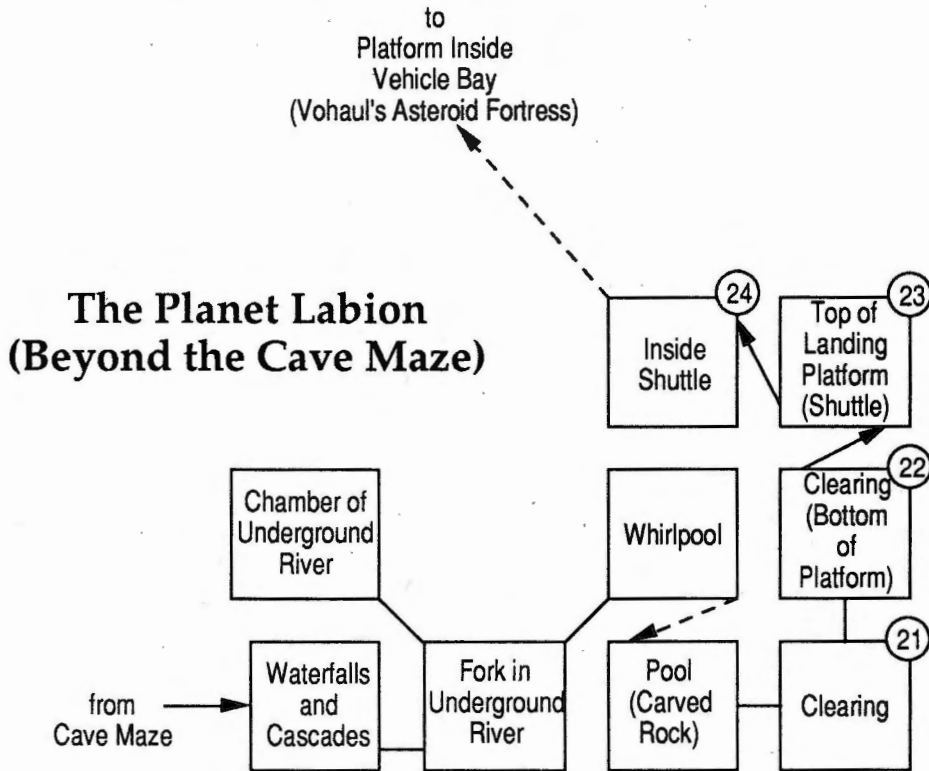 to
Platform Inside
Vehicle Bay
(Vohaul's Asteroid Fortress)
The Planet Labion
(Beyond the Cave Maze)
24
Inside
Shuttle
23
Top of
Landing
Platform
(Shuttle)
Chamber of
Underground
River
Whirlpool
22
Clearing
(Bottom
of
Platform)
from
Cave Maze
Waterfalls
and
Cascades
Fork in
Underground
River
Pool
(Carved
Rock)
21
Clearing